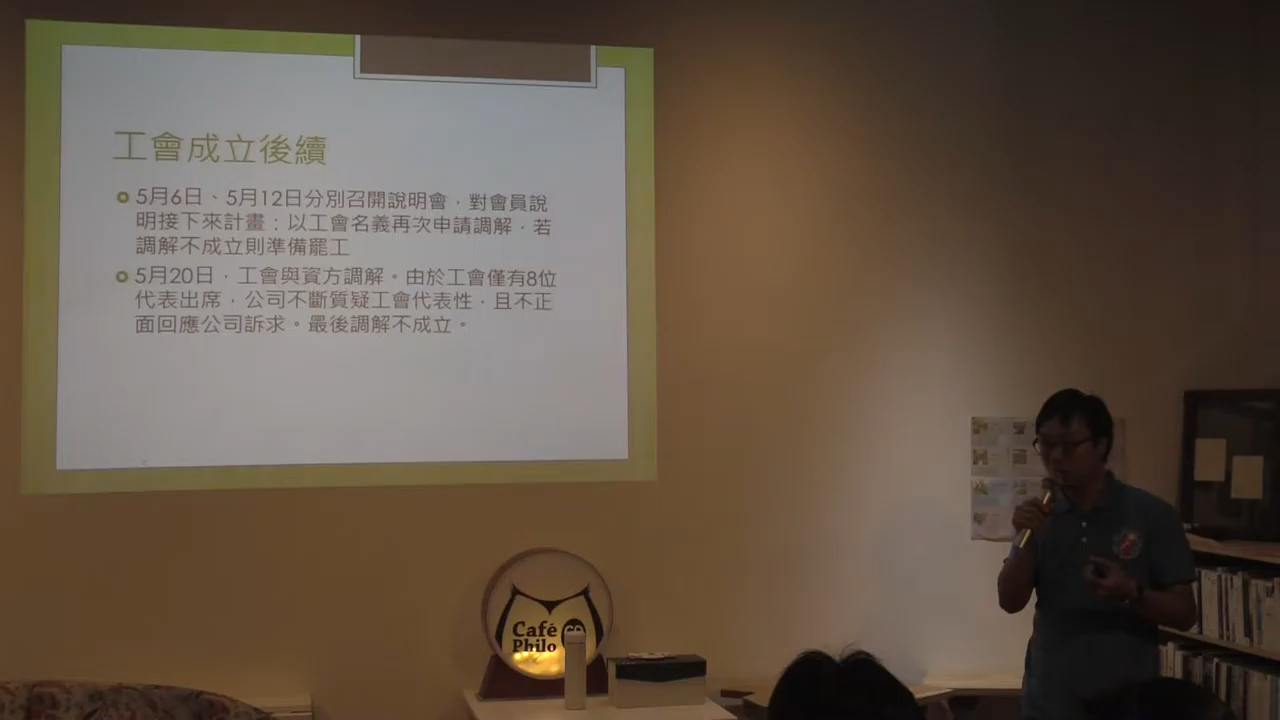 工會成立後續
5月6日、5月12日分別召開說明會，對會員說
明接下來計畫：以工會名義再次申請調解，若
調解不成立則準備罷工
5月20日，工會與資方調解。由於工會僅有8位
代表出席，公司不斷質疑工會代表性，且不正
面回應公司訴求。最後調解不成立。
Café
Philo